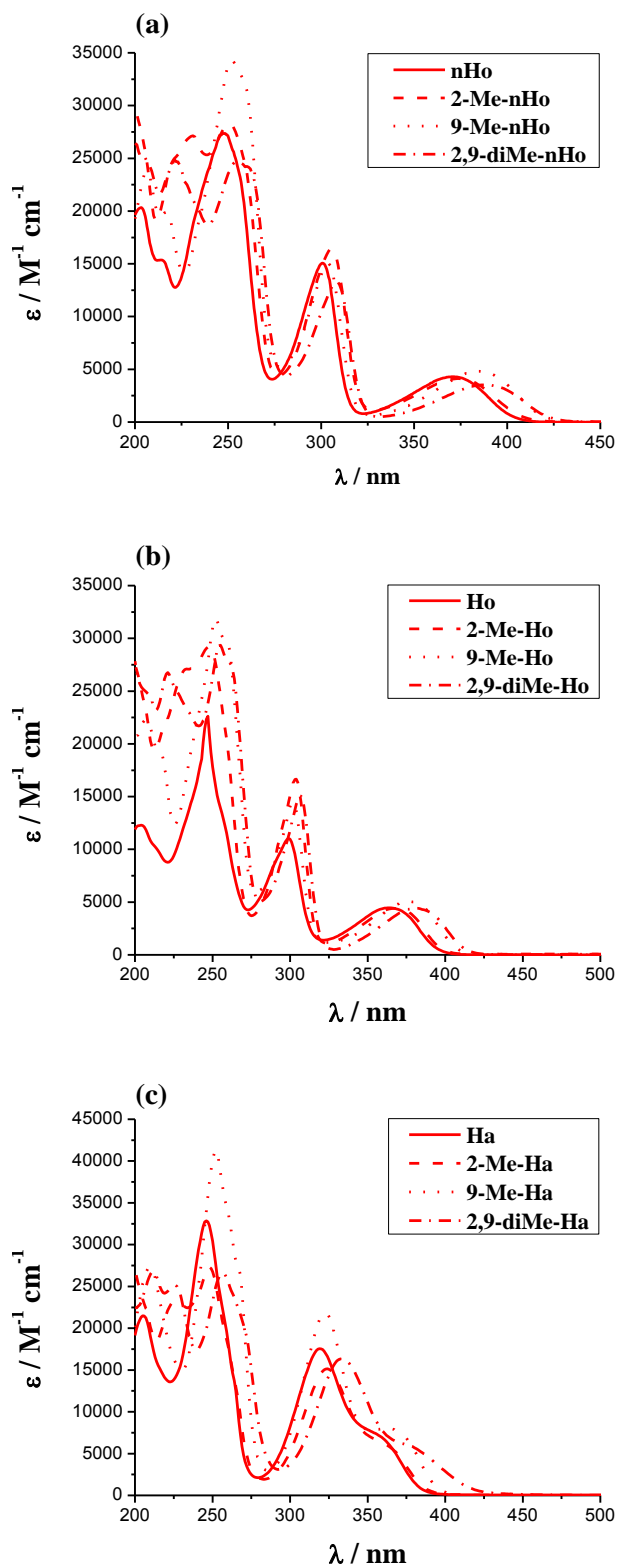 (a)
35000
30000
25000
20000
15000
10000
5000
0
ε / M⁻¹ cm⁻¹
nHo
2-Me-nHo
9-Me-nHo
2,9-diMe-nHo
200 250 300 350 400 450
λ / nm
(b)
35000
30000
25000
20000
15000
10000
5000
0
ε / M⁻¹ cm⁻¹
Ho
2-Me-Ho
9-Me-Ho
2,9-diMe-Ho
200 250 300 350 400 450 500
λ / nm
(c)
45000
40000
35000
30000
25000
20000
15000
10000
5000
0
ε / M⁻¹ cm⁻¹
Ha
2-Me-Ha
9-Me-Ha
2,9-diMe-Ha
200 250 300 350 400 450 500
λ / nm